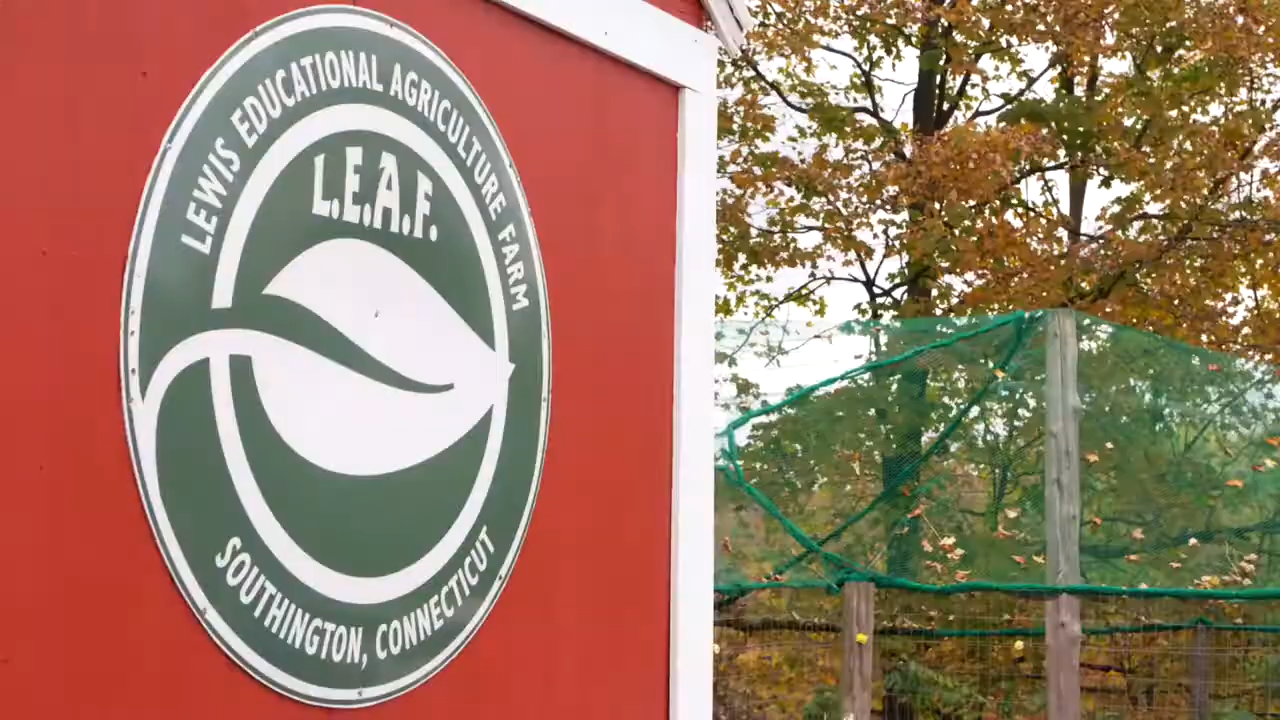 LEWIS EDUCATIONAL AGRICULTURE FARM
L.E.A.F.
SOUTHINGTON, CONNECTICUT